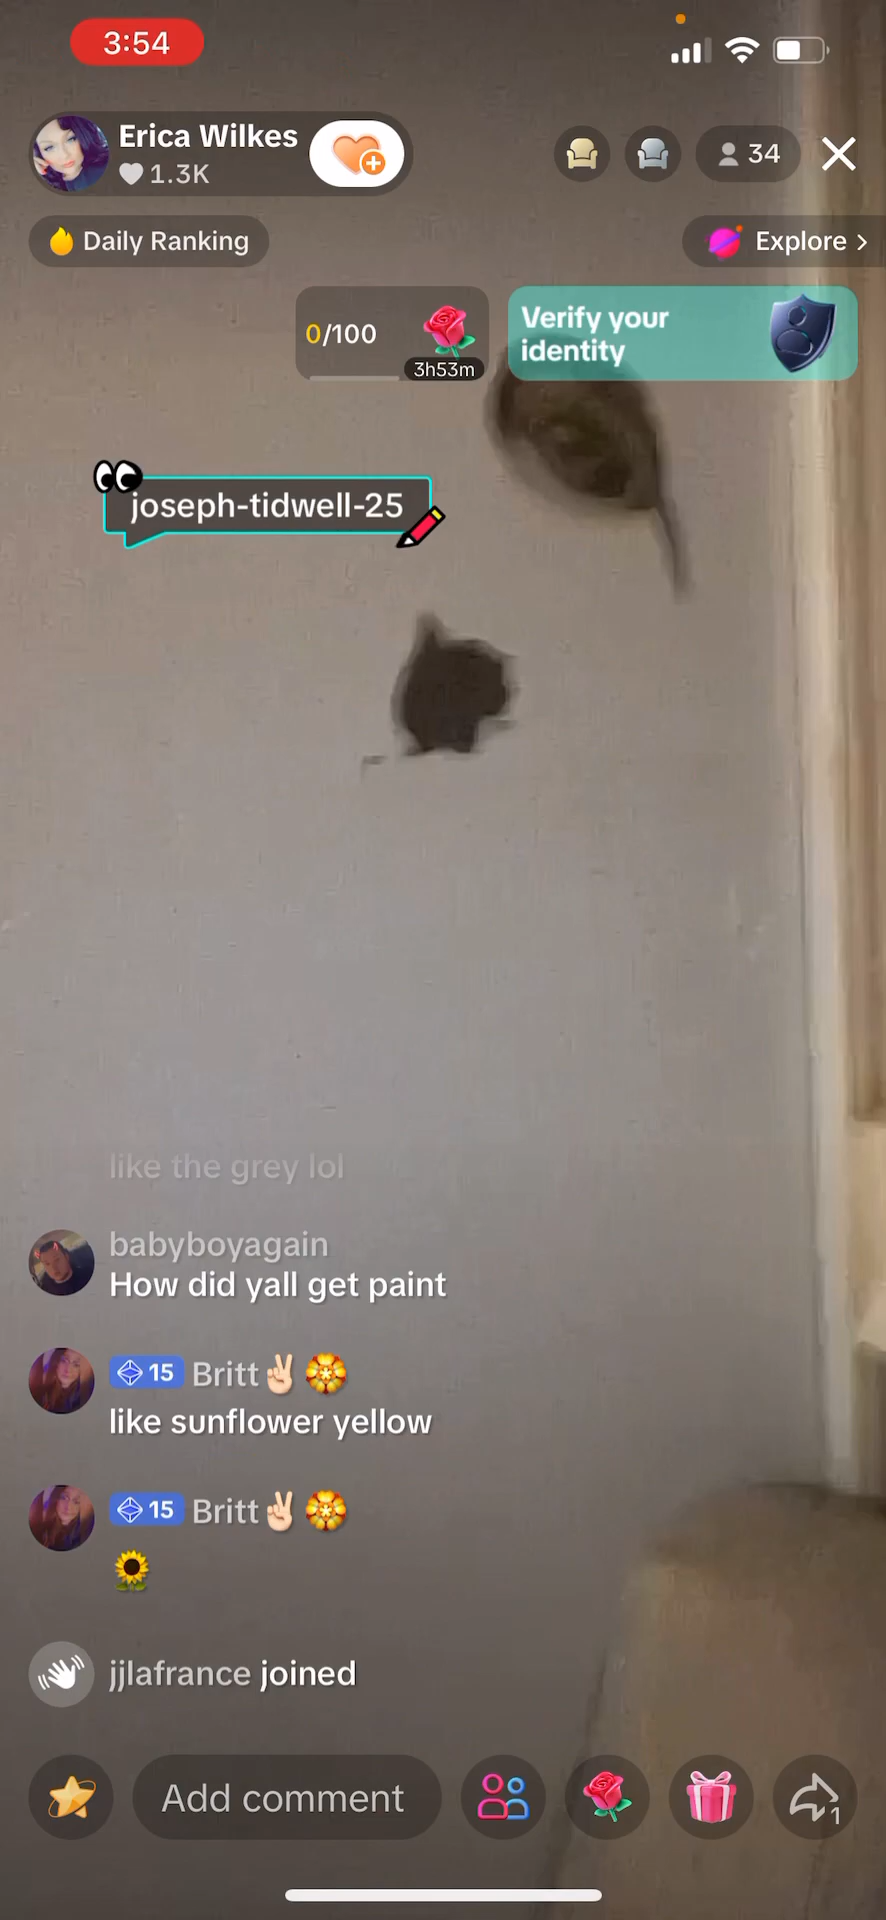 3:54
Erica Wilkes
1.3K
34
Daily Ranking
Explore >
0/100
3h53m
Verify your
identity
joseph-tidwell-25
like the grey lol
babyboyagain
How did yall get paint
15 Britt✌🏻🏵️
like sunflower yellow
15 Britt✌🏻🏵️
🌻
jjlafrance joined
Add comment
1